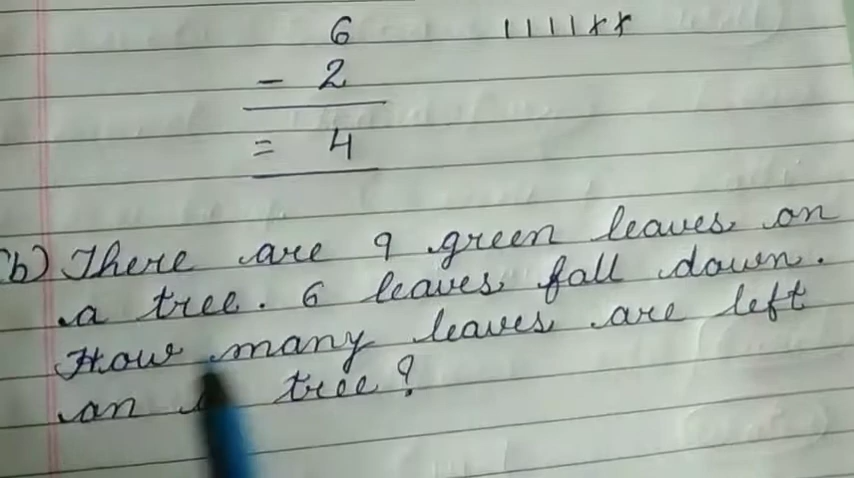 6 ||||xx
- 2
= 4
(b) There are 9 green leaves on
a tree. 6 leaves fall down.
How many leaves are left
on tree?